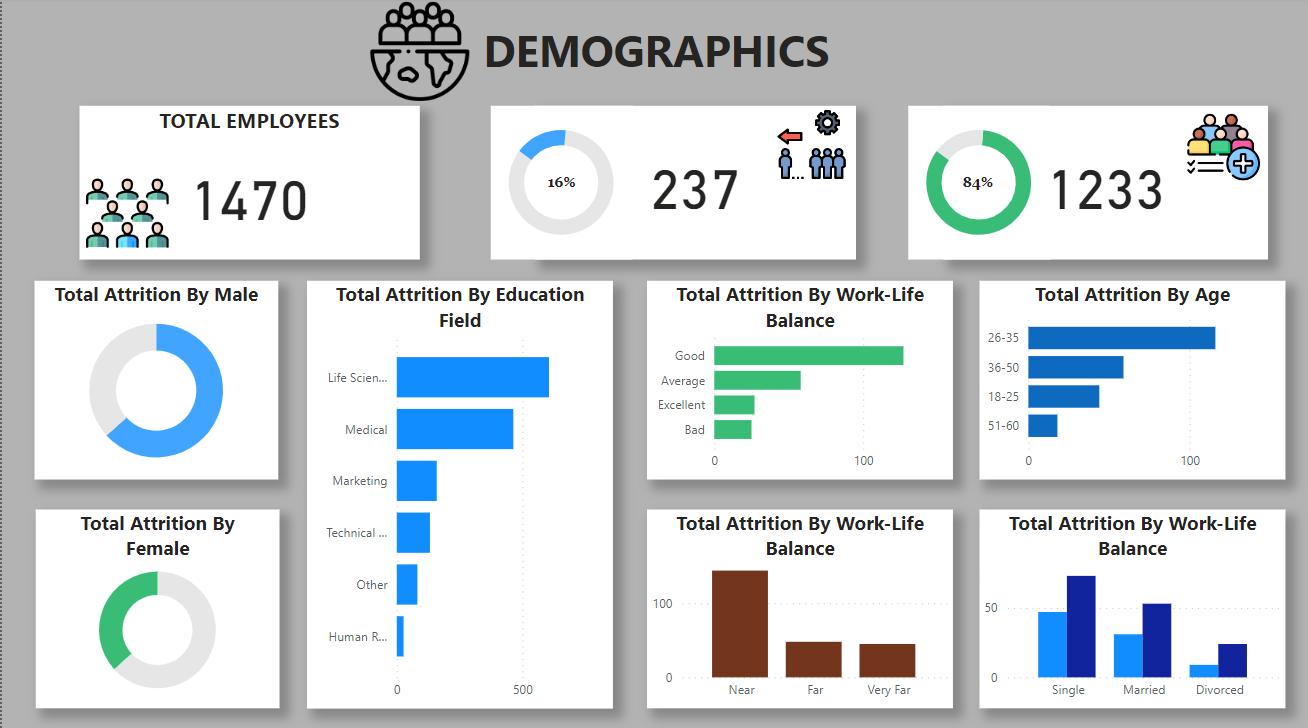 DEMOGRAPHICS
TOTAL EMPLOYEES
1470
16%
237
84%
1233
Total Attrition By Male
Total Attrition By Education
Field
Life Scien...
Medical
Marketing
Technical ...
Other
Human R...
0
500
Total Attrition By Work-Life
Balance
Good
Average
Excellent
Bad
0
100
Total Attrition By Age
26-35
36-50
18-25
51-60
0
100
Total Attrition By
Female
Total Attrition By Work-Life
Balance
100
0
Near
Far
Very Far
Total Attrition By Work-Life
Balance
50
0
Single
Married
Divorced